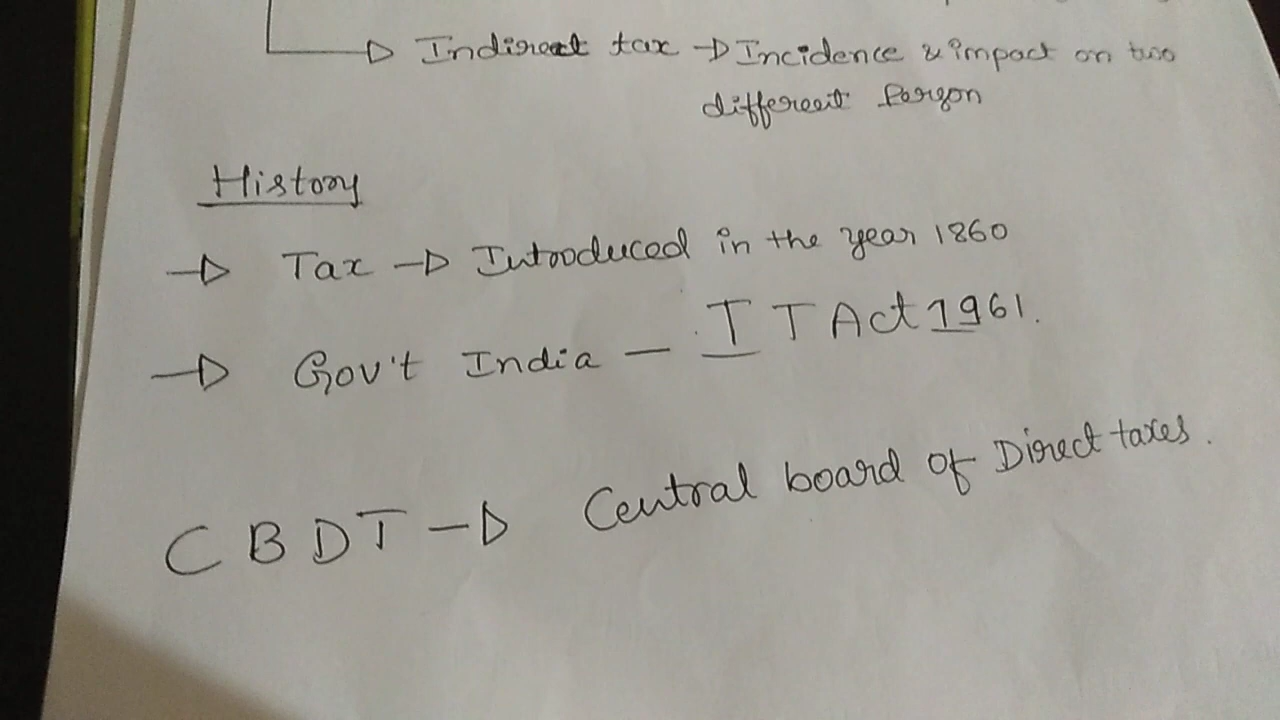 → Indirect tax → Incidence & impact on two
different Person
History
→ Tax → Introduced in the year 1860
→ Gov't India — I T Act 1961.
CBDT → Central board of Direct taxes.